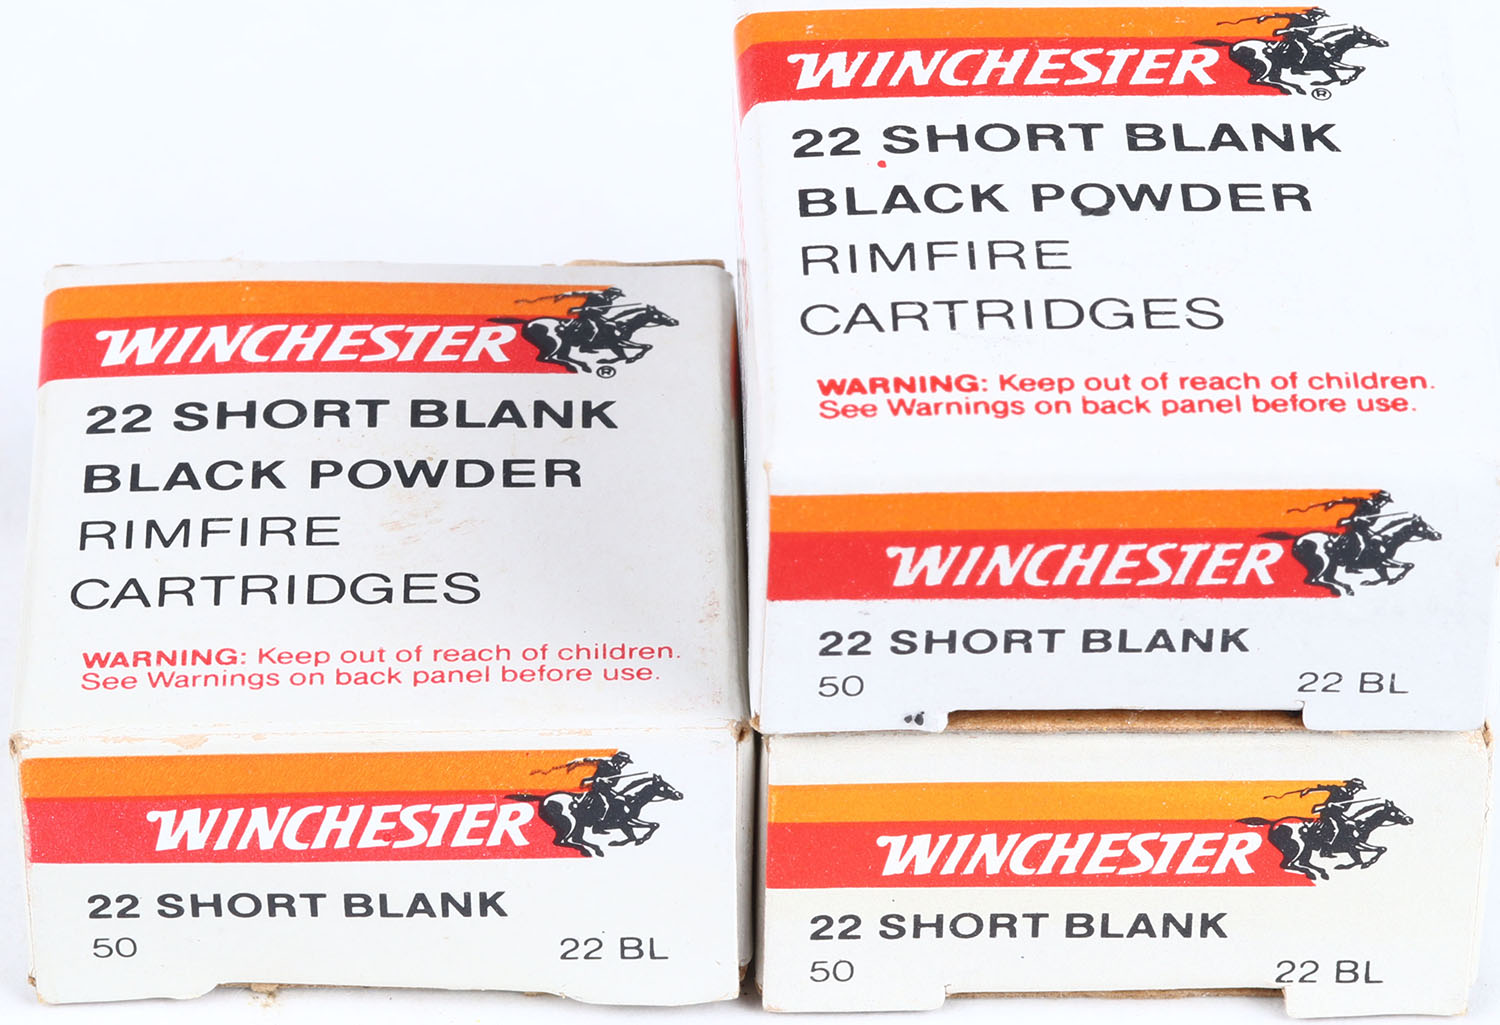 WINCHESTER
®
22 SHORT BLANK
BLACK POWDER
RIMFIRE
CARTRIDGES
WARNING: Keep out of reach of children.
See Warnings on back panel before use.
WINCHESTER
22 SHORT BLANK
50 22 BL
WINCHESTER
®
22 SHORT BLANK
BLACK POWDER
RIMFIRE
CARTRIDGES
WARNING: Keep out of reach of children.
See Warnings on back panel before use.
WINCHESTER
22 SHORT BLANK
50 22 BL
WINCHESTER
22 SHORT BLANK
50 22 BL